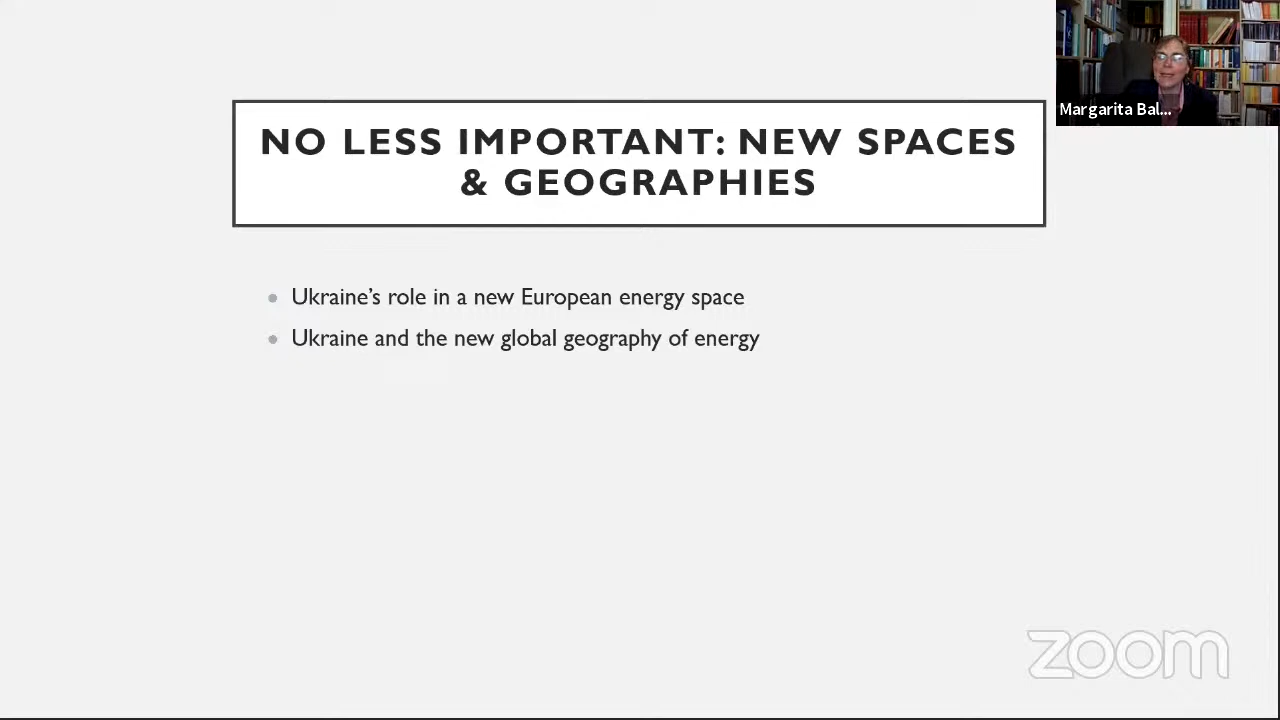 NO LESS IMPORTANT: NEW SPACES
& GEOGRAPHIES
Margarita Bal...
• Ukraine's role in a new European energy space
• Ukraine and the new global geography of energy
zoom